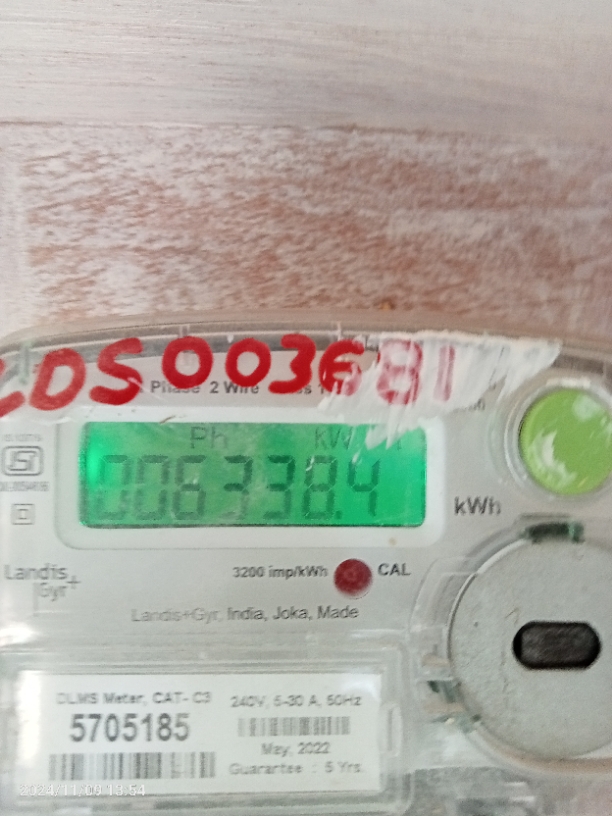 LDS003681
Phase 2 Wire
Ph kW
006338.4
kWh
3200 imp/kWh CAL
Landis+
Gyr
Landis+Gyr, India, Joka, Made
DLMS Meter, CAT- C3
240V, 5-30 A, 50Hz
5705185
May, 2022
Guarantee : 5 Yrs.